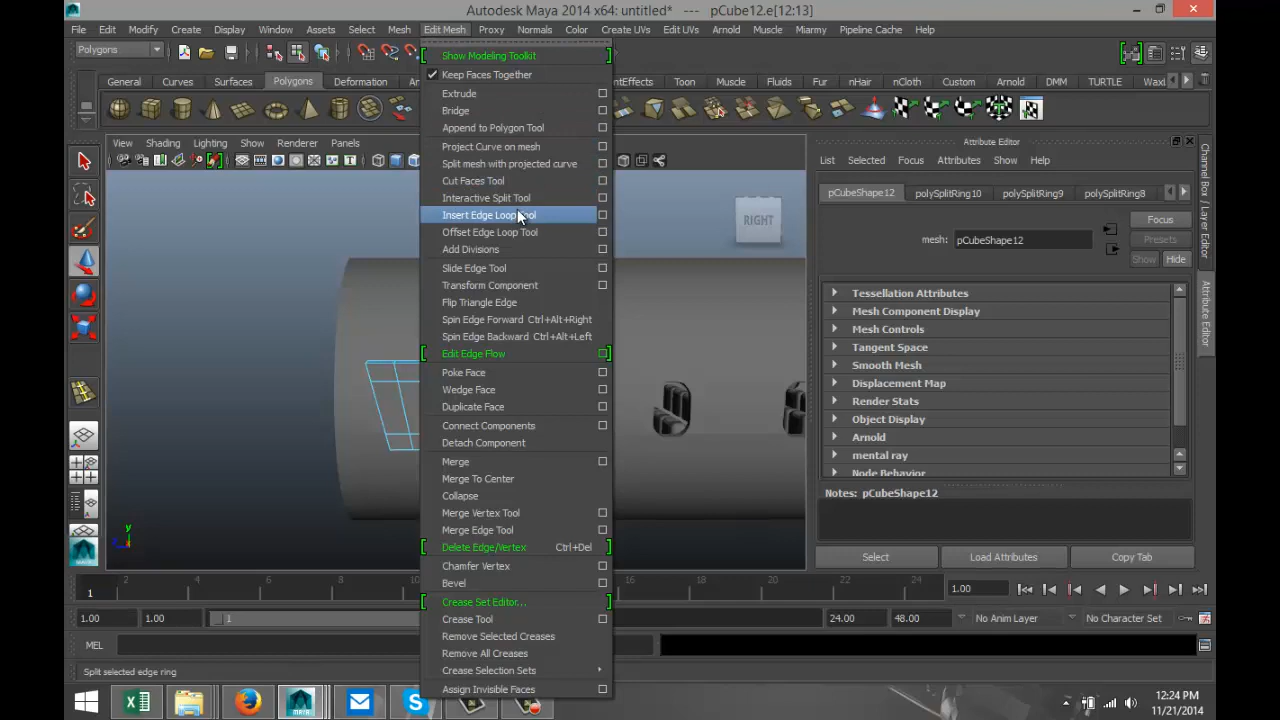 Autodesk Maya 2014 x64: untitled* --- pCube12.e[12:13]
File Edit Modify Create Display Window Assets Select Mesh Edit Mesh Proxy Normals Color Create UVs Edit UVs Arnold Muscle Miarmy Pipeline Cache Help
Polygons
General Curves Surfaces Polygons Deformation Toon Muscle Fluids Fur nHair nCloth Custom Arnold DMM TURTLE
View Shading Lighting Show Renderer Panels
Show Modeling Toolkit
Keep Faces Together
Extrude
Bridge
Append to Polygon Tool
Project Curve on mesh
Split mesh with projected curve
Cut Faces Tool
Interactive Split Tool
Insert Edge Loop Tool
Offset Edge Loop Tool
Add Divisions
Slide Edge Tool
Transform Component
Flip Triangle Edge
Spin Edge Forward Ctrl+Alt+Right
Spin Edge Backward Ctrl+Alt+Left
Edit Edge Flow
Poke Face
Wedge Face
Duplicate Face
Connect Components
Detach Component
Merge
Merge To Center
Collapse
Merge Vertex Tool
Merge Edge Tool
Delete Edge/Vertex Ctrl+Del
Chamfer Vertex
Bevel
Crease Set Editor...
Crease Tool
Remove Selected Creases
Remove All Creases
Crease Selection Sets
Assign Invisible Faces
RIGHT
y
Attribute Editor
List Selected Focus Attributes Show Help
pCubeShape12 polySplitRing10 polySplitRing9 polySplitRing8
Focus
mesh: pCubeShape12
Presets
Show Hide
Tessellation Attributes
Mesh Component Display
Mesh Controls
Tangent Space
Smooth Mesh
Displacement Map
Render Stats
Object Display
Arnold
mental ray
Node Behavior
Notes: pCubeShape12
Select Load Attributes Copy Tab
Channel Box / Layer Editor
Attribute Editor
2 4 6 8 10 16 18 20 22 24
1 1.00
1.00 1.00 1 24.00 48.00 No Anim Layer No Character Set
MEL
Split selected edge ring
12:24 PM
11/21/2014